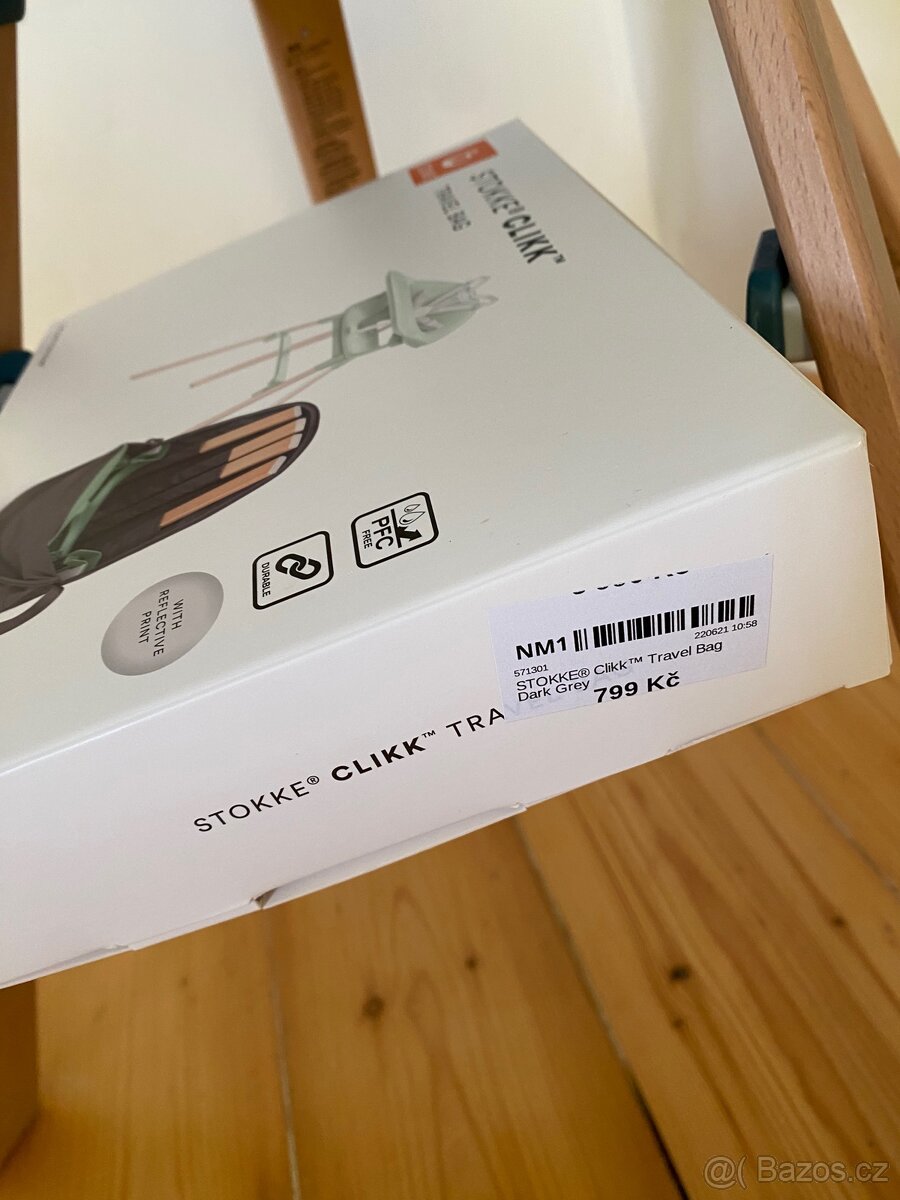 STOKKE® CLIKK™
TRAVEL BAG
PFC
FREE
DURABLE
WITH
REFLECTIVE
PRINT
NM1
220621 10:58
571301
STOKKE® Clikk™ Travel Bag
Dark Grey
799 Kč
STOKKE® CLIKK™ TRA
@( Bazos.cz